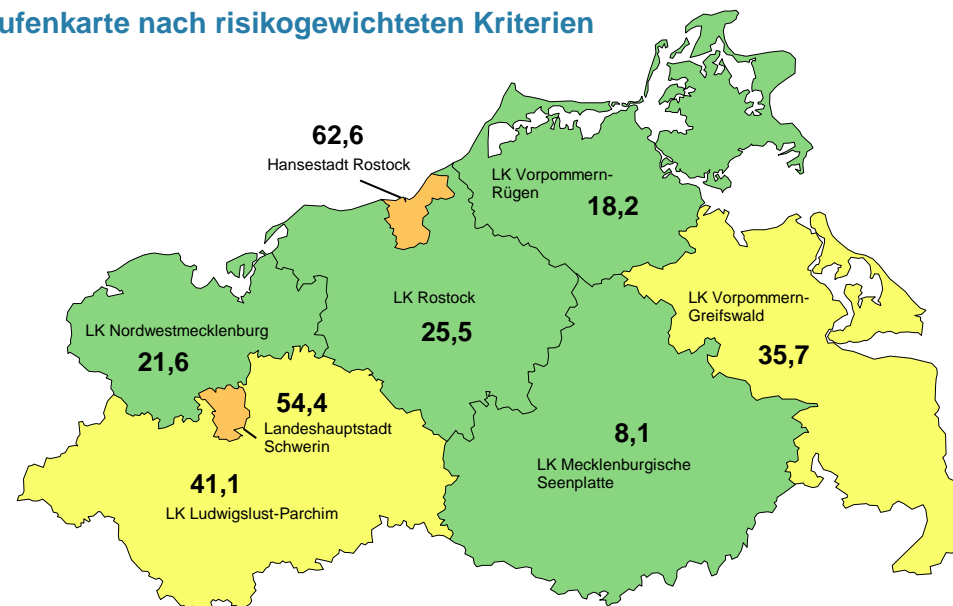 ufenkarte nach risikogewichteten Kriterien
62,6
Hansestadt Rostock
LK Vorpommern-
Rügen
18,2
LK Rostock
25,5
LK Vorpommern-
Greifswald
35,7
LK Nordwestmecklenburg
21,6
54,4
Landeshauptstadt
Schwerin
8,1
LK Mecklenburgische
Seenplatte
41,1
LK Ludwigslust-Parchim